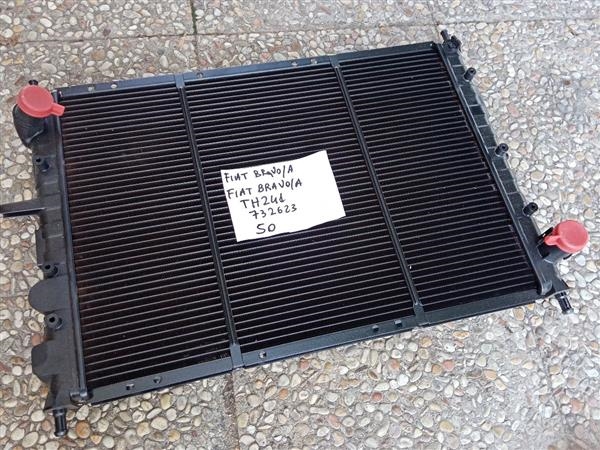 FIAT BRAVO/A
FIAT BRAVO/A
TH241
732623
50